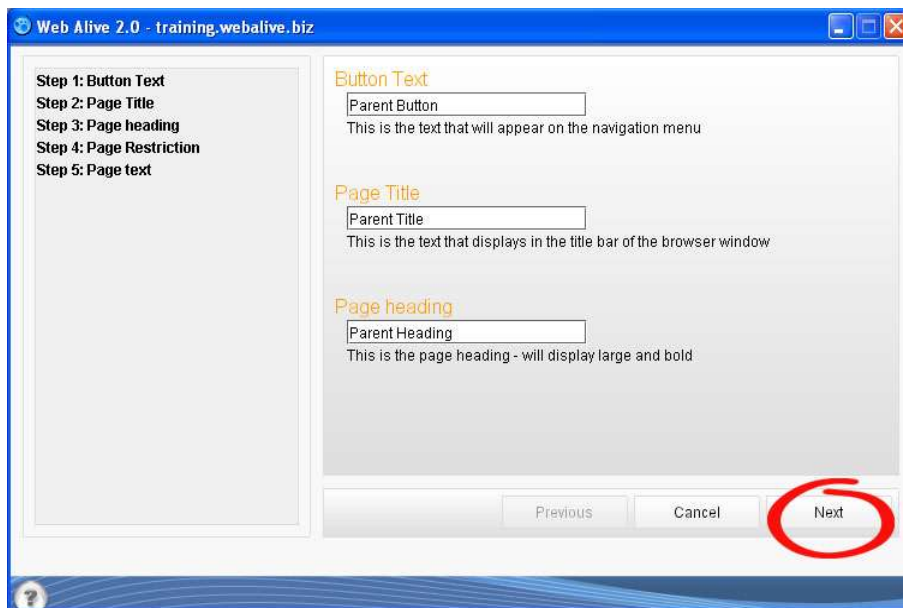 Web Alive 2.0 - training.webalive.biz
Step 1: Button Text
Step 2: Page Title
Step 3: Page heading
Step 4: Page Restriction
Step 5: Page text
Button Text
Parent Button
This is the text that will appear on the navigation menu
Page Title
Parent Title
This is the text that displays in the title bar of the browser window
Page heading
Parent Heading
This is the page heading - will display large and bold
Previous Cancel Next
?